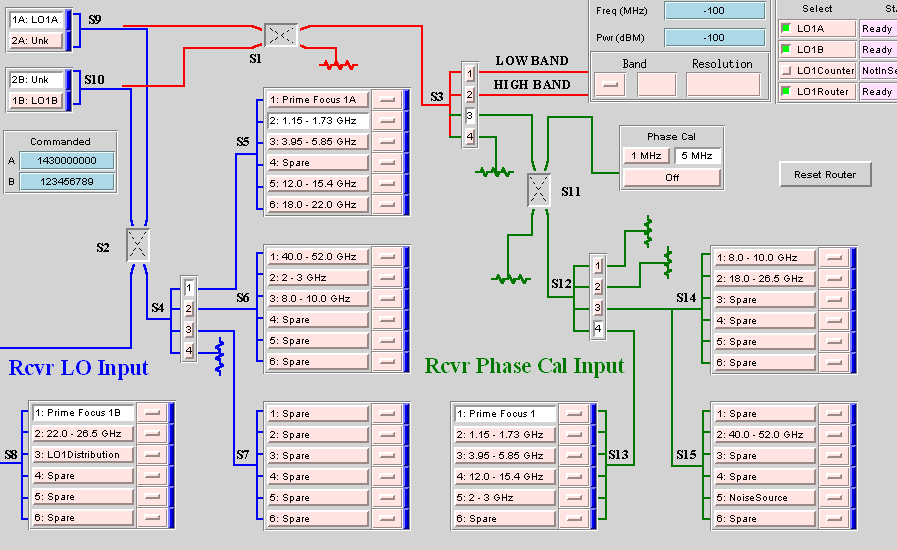 1A: LO1A
2A: Unk
S9
2B: Unk
1B: LO1B
S10
S1
Freq (MHz) -100
Pwr (dBM) -100
Band Resolution
Select
LO1A Ready
LO1B Ready
LO1Counter
LO1Router Ready
LOW BAND
HIGH BAND
S3
1
2
3
4
Commanded
A 1430000000
B 123456789
S2
S5
1: Prime Focus 1A
2: 1.15 - 1.73 GHz
3: 3.95 - 5.85 GHz
4: Spare
5: 12.0 - 15.4 GHz
6: 18.0 - 22.0 GHz
Phase Cal
1 MHz 5 MHz
Off
Reset Router
S11
S4
1
2
3
4
S6
1: 40.0 - 52.0 GHz
2: 2 - 3 GHz
3: 8.0 - 10.0 GHz
4: Spare
5: Spare
6: Spare
S12
1
2
3
4
S14
1: 8.0 - 10.0 GHz
2: 18.0 - 26.5 GHz
3: Spare
4: Spare
5: Spare
6: Spare
Rcvr LO Input
Rcvr Phase Cal Input
S8
1: Prime Focus 1B
2: 22.0 - 26.5 GHz
3: LO1Distribution
4: Spare
5: Spare
6: Spare
S7
1: Spare
2: Spare
3: Spare
4: Spare
5: Spare
6: Spare
1: Prime Focus 1
2: 1.15 - 1.73 GHz
3: 3.95 - 5.85 GHz
4: 12.0 - 15.4 GHz
5: 2 - 3 GHz
6: Spare
S13
S15
1: Spare
2: 40.0 - 52.0 GHz
3: Spare
4: Spare
5: NoiseSource
6: Spare